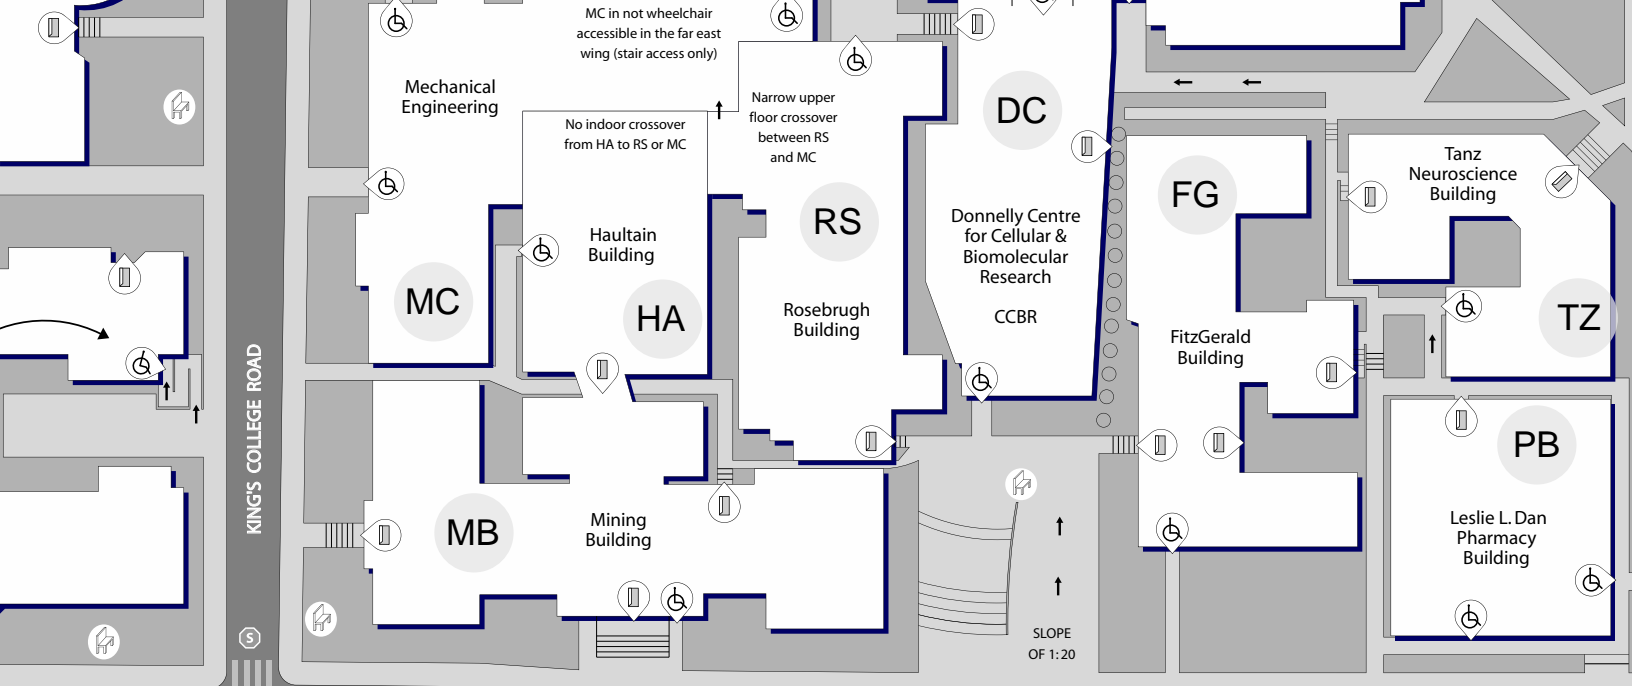 MC in not wheelchair
accessible in the far east
wing (stair access only)
Mechanical
Engineering
No indoor crossover
from HA to RS or MC
Narrow upper
floor crossover
between RS
and MC
DC
Tanz
Neuroscience
Building
FG
RS
Donnelly Centre
for Cellular &
Biomolecular
Research
CCBR
Haultain
Building
MC
HA
Rosebrugh
Building
TZ
FitzGerald
Building
KING'S COLLEGE ROAD
PB
MB
Mining
Building
Leslie L. Dan
Pharmacy
Building
S
SLOPE
OF 1:20